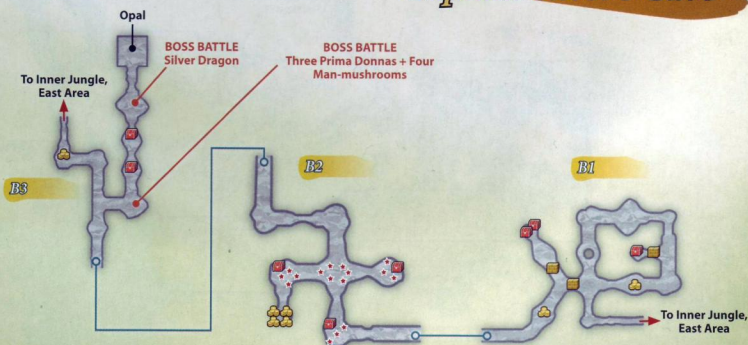 Opal
BOSS BATTLE
Silver Dragon
BOSS BATTLE
Three Prima Donnas + Four
Man-mushrooms
To Inner Jungle,
East Area
B3
B2
B1
To Inner Jungle,
East Area